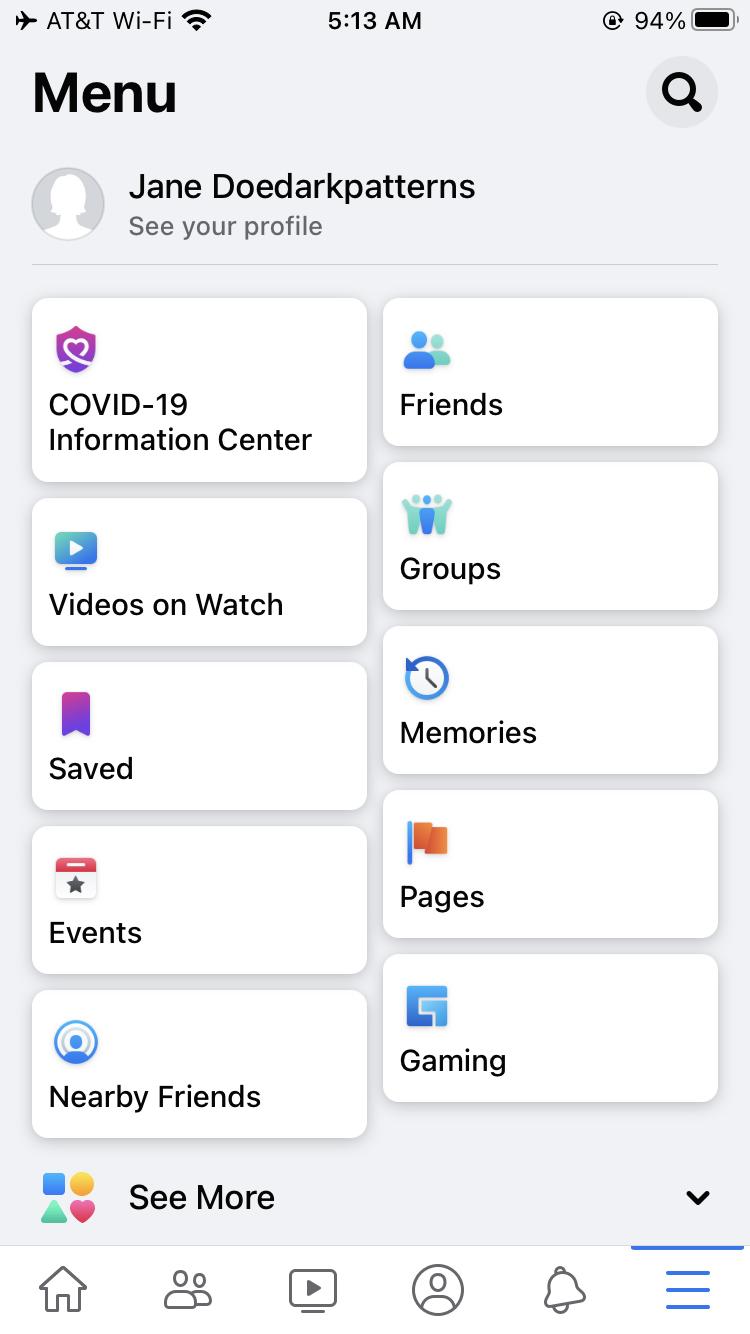 AT&T Wi-Fi 5:13 AM 94%
Menu
Jane Doedarkpatterns
See your profile
COVID-19
Information Center
Friends
Videos on Watch
Groups
Saved
Memories
Events
Pages
Nearby Friends
Gaming
See More